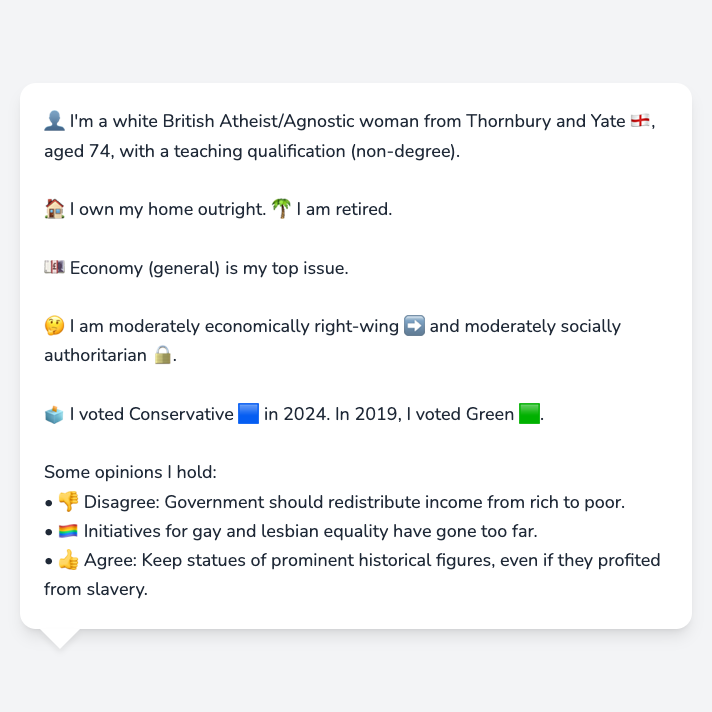 👤 I'm a white British Atheist/Agnostic woman from Thornbury and Yate 🏴󠁧󠁢󠁥󠁮󠁧󠁿,
aged 74, with a teaching qualification (non-degree).
🏠 I own my home outright. 🌴 I am retired.
💷 Economy (general) is my top issue.
🤔 I am moderately economically right-wing ➡️ and moderately socially
authoritarian 🔒.
🗳️ I voted Conservative 🟦 in 2024. In 2019, I voted Green 🟩.
Some opinions I hold:
• 👎 Disagree: Government should redistribute income from rich to poor.
• 🏳️‍🌈 Initiatives for gay and lesbian equality have gone too far.
• 👍 Agree: Keep statues of prominent historical figures, even if they profited
from slavery.